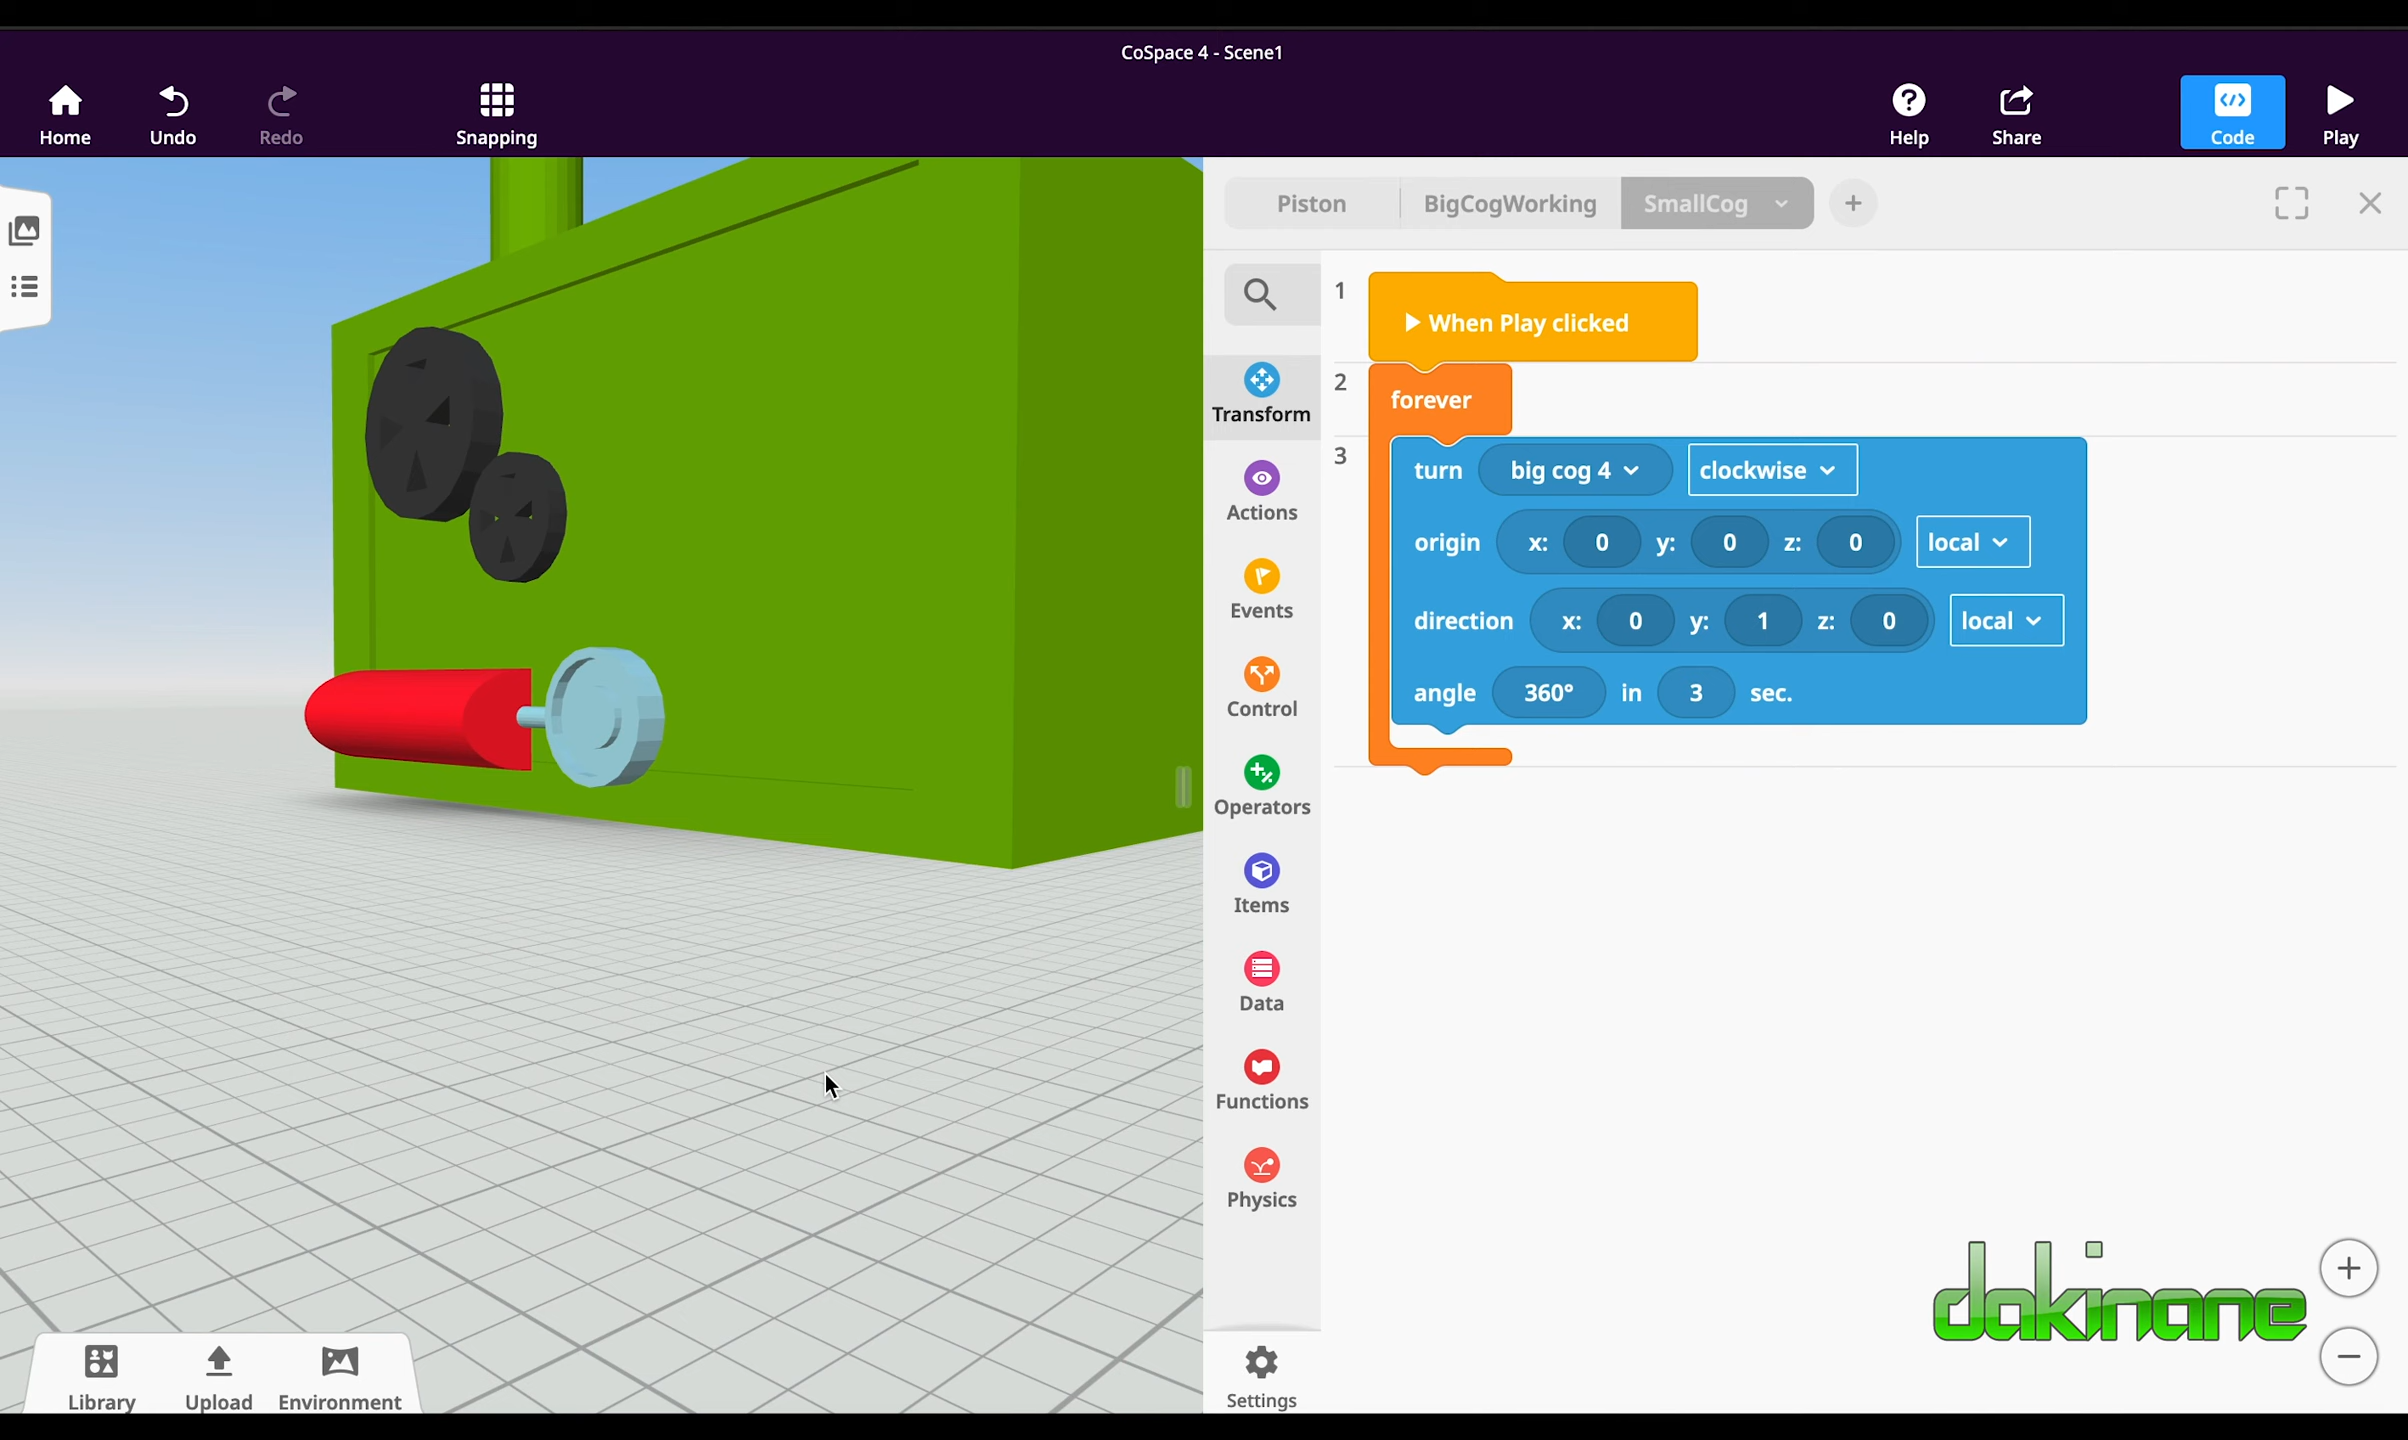 CoSpace 4 - Scene1
Home
Undo
Redo
Snapping
Help
Share
Code
Play
Piston
BigCogWorking
SmallCog
1
When Play clicked
2
forever
3
turn big cog 4 clockwise
origin x: 0 y: 0 z: 0 local
direction x: 0 y: 1 z: 0 local
angle 360° in 3 sec.
Transform
Actions
Events
Control
Operators
Items
Data
Functions
Physics
Settings
Library
Upload
Environment
dakinane